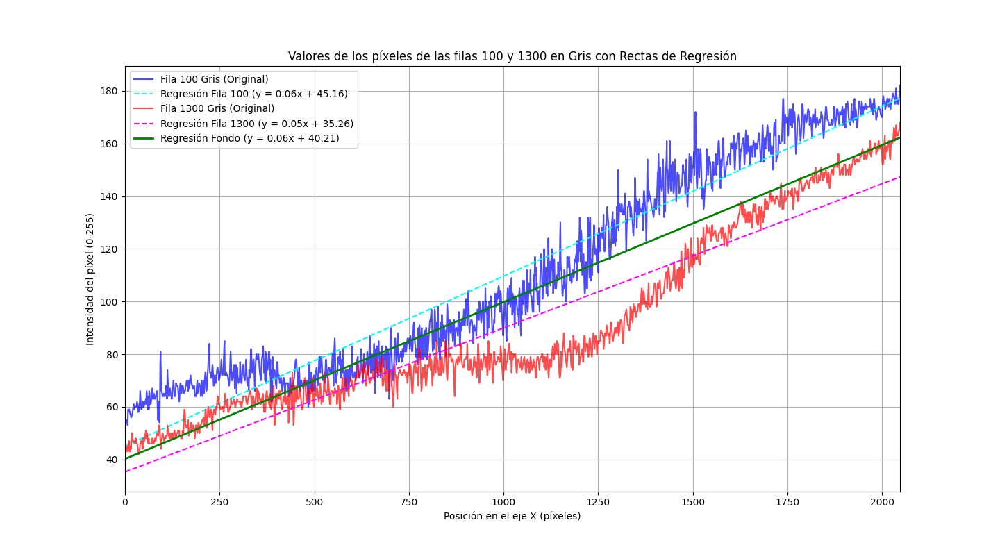 Valores de los píxeles de las filas 100 y 1300 en Gris con Rectas de Regresión
Fila 100 Gris (Original)
Regresión Fila 100 (y = 0.06x + 45.16)
Fila 1300 Gris (Original)
Regresión Fila 1300 (y = 0.05x + 35.26)
Regresión Fondo (y = 0.06x + 40.21)
Intensidad del píxel (0-255)
180
160
140
120
100
80
60
40
0 250 500 750 1000 1250 1500 1750 2000
Posición en el eje X (píxeles)